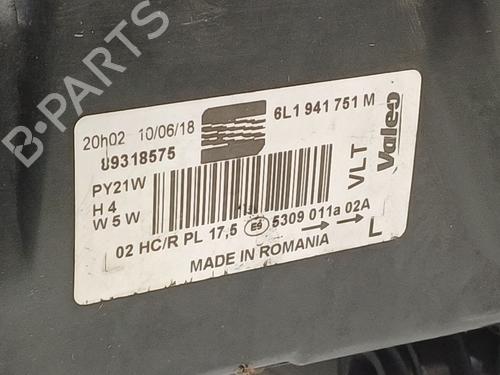 B-PARTS
20h02 10/06/18
6L1 941 751 M
89318575
PY21W
H 4
W 5 W
VLT
Valeo
02 HC/R PL 17,5 E9 5309 011a 02A
L
MADE IN ROMANIA